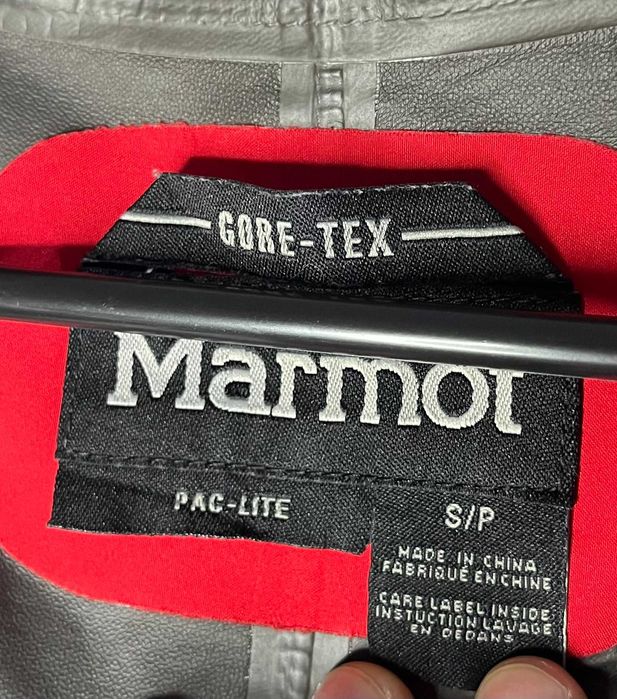 GORE-TEX
Marmot
PAC-LITE
S/P
MADE IN CHINA
FABRIQUÉ EN CHINE
CARE LABEL INSIDE
INSTUCTION LAVAGE
EN DEDANS